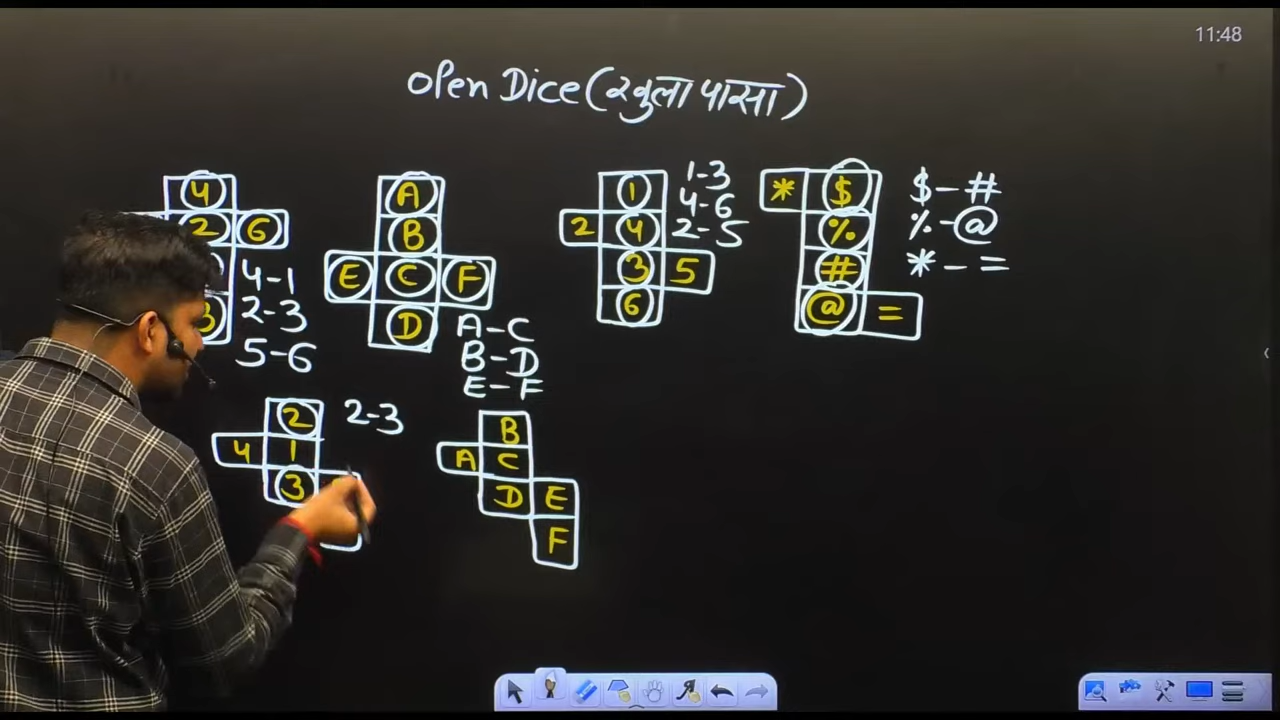 11:48
Open Dice (खुला पासा)
4
2 6
4-1
2-3
5-6
A
B
E C F
D
A-C
B-D
E-F
1
2 4
3 5
6
1-3
4-6
2-5
* $
%
#
@ =
$-#
%-@
*-=
2
4 1
3
2-3
B
A C
D E
F